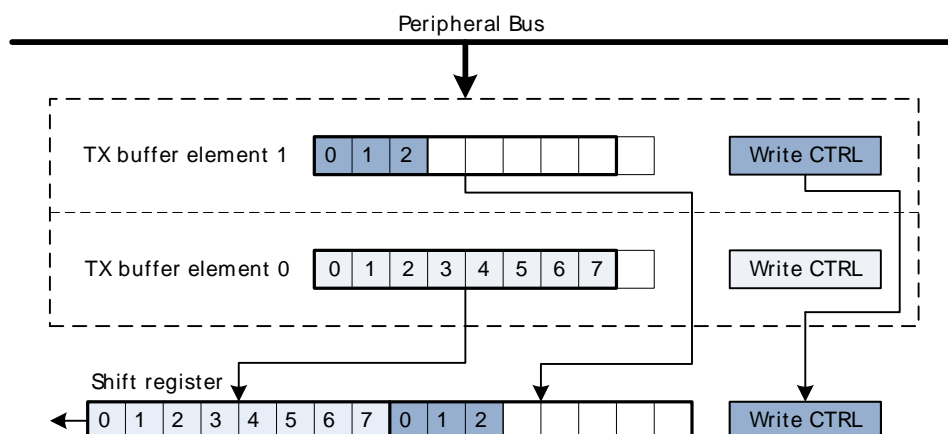 Peripheral Bus
TX buffer element 1 0 1 2 Write CTRL
TX buffer element 0 0 1 2 3 4 5 6 7 Write CTRL
Shift register
0 1 2 3 4 5 6 7 0 1 2 Write CTRL